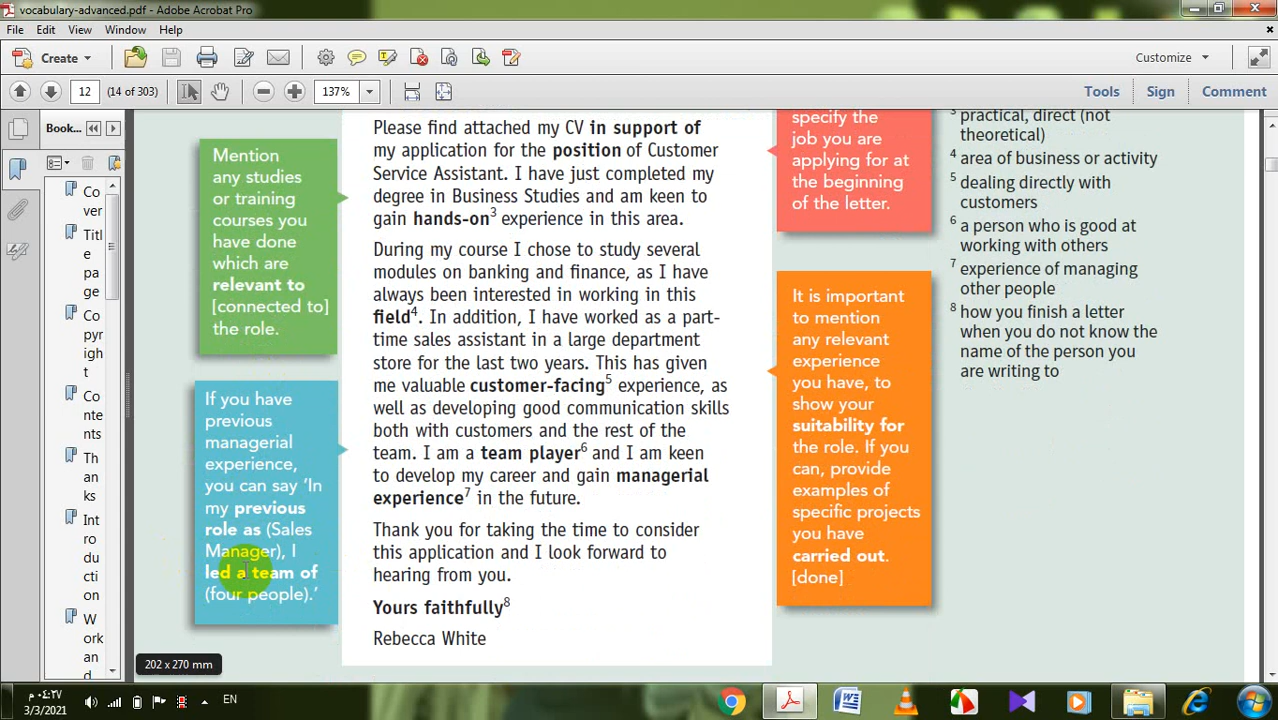 vocabulary-advanced.pdf - Adobe Acrobat Pro
File Edit View Window Help
Create Customize
12 (14 of 303) 137% Tools Sign Comment
Book...
Co
ver
Titl
e
pa
ge
Co
pyr
igh
t
Co
nte
nts
Th
an
ks
Int
ro
du
cti
on
W
ork
an
d
Mention
any studies
or training
courses you
have done
which are
relevant to
[connected to]
the role.
If you have
previous
managerial
experience,
you can say 'In
my previous
role as (Sales
Manager), I
led a team of
(four people).'
Please find attached my CV in support of
my application for the position of Customer
Service Assistant. I have just completed my
degree in Business Studies and am keen to
gain hands-on3 experience in this area.
During my course I chose to study several
modules on banking and finance, as I have
always been interested in working in this
field4. In addition, I have worked as a part-
time sales assistant in a large department
store for the last two years. This has given
me valuable customer-facing5 experience, as
well as developing good communication skills
both with customers and the rest of the
team. I am a team player6 and I am keen
to develop my career and gain managerial
experience7 in the future.
Thank you for taking the time to consider
this application and I look forward to
hearing from you.
Yours faithfully8
Rebecca White
specify the
job you are
applying for at
the beginning
of the letter.
It is important
to mention
any relevant
experience
you have, to
show your
suitability for
the role. If you
can, provide
examples of
specific projects
you have
carried out.
[done]
3 practical, direct (not
theoretical)
4 area of business or activity
5 dealing directly with
customers
6 a person who is good at
working with others
7 experience of managing
other people
8 how you finish a letter
when you do not know the
name of the person you
are writing to
202 x 270 mm
م ٠٤:٢٧
3/3/2021
EN